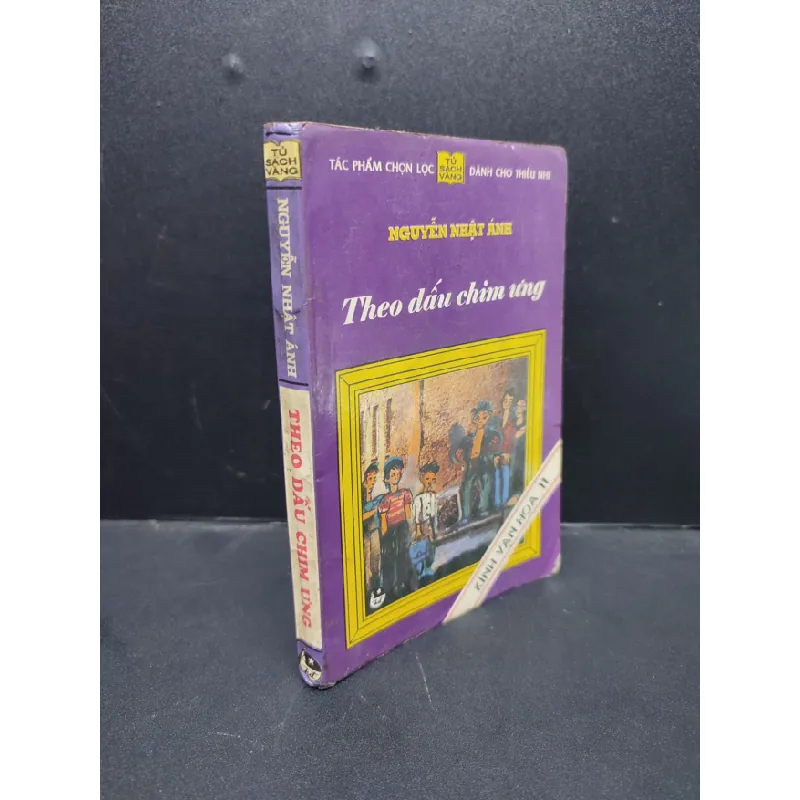 TỦ
SÁCH
VÀNG
NGUYỄN NHẬT ÁNH
THEO DẤU CHIM ƯNG
TÁC PHẨM CHỌN LỌC TỦ SÁCH VÀNG DÀNH CHO THIẾU NHI
NGUYỄN NHẬT ÁNH
Theo dấu chim ưng
KÍNH VẠN HOA 11